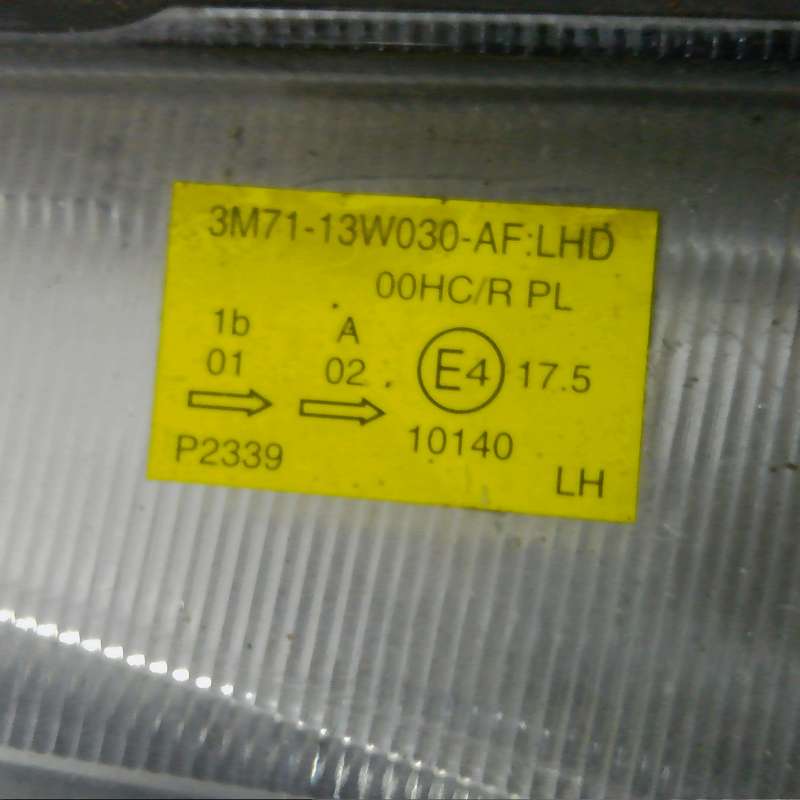 3M71-13W030-AF:LHD
00HC/R PL
1b A
01 02 E4 17.5
P2339 10140
LH